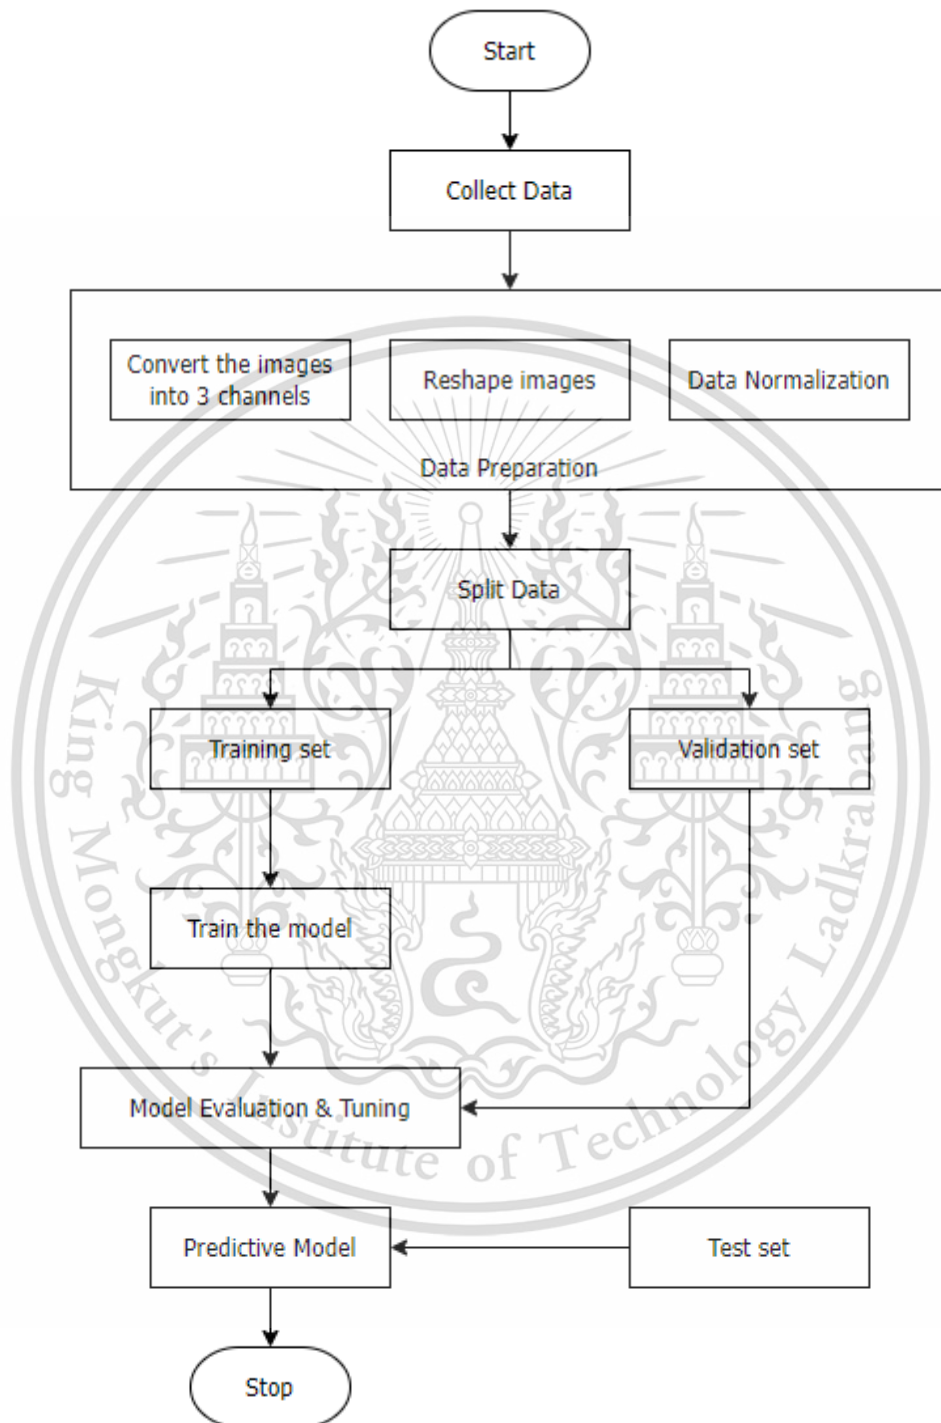 Start
Collect Data
Convert the images
into 3 channels
Reshape images
Data Normalization
Data Preparation
Split Data
Training set
Validation set
Train the model
Model Evaluation & Tuning
Predictive Model
Test set
Stop
King Mongkut's Institute of Technology Ladkrabang